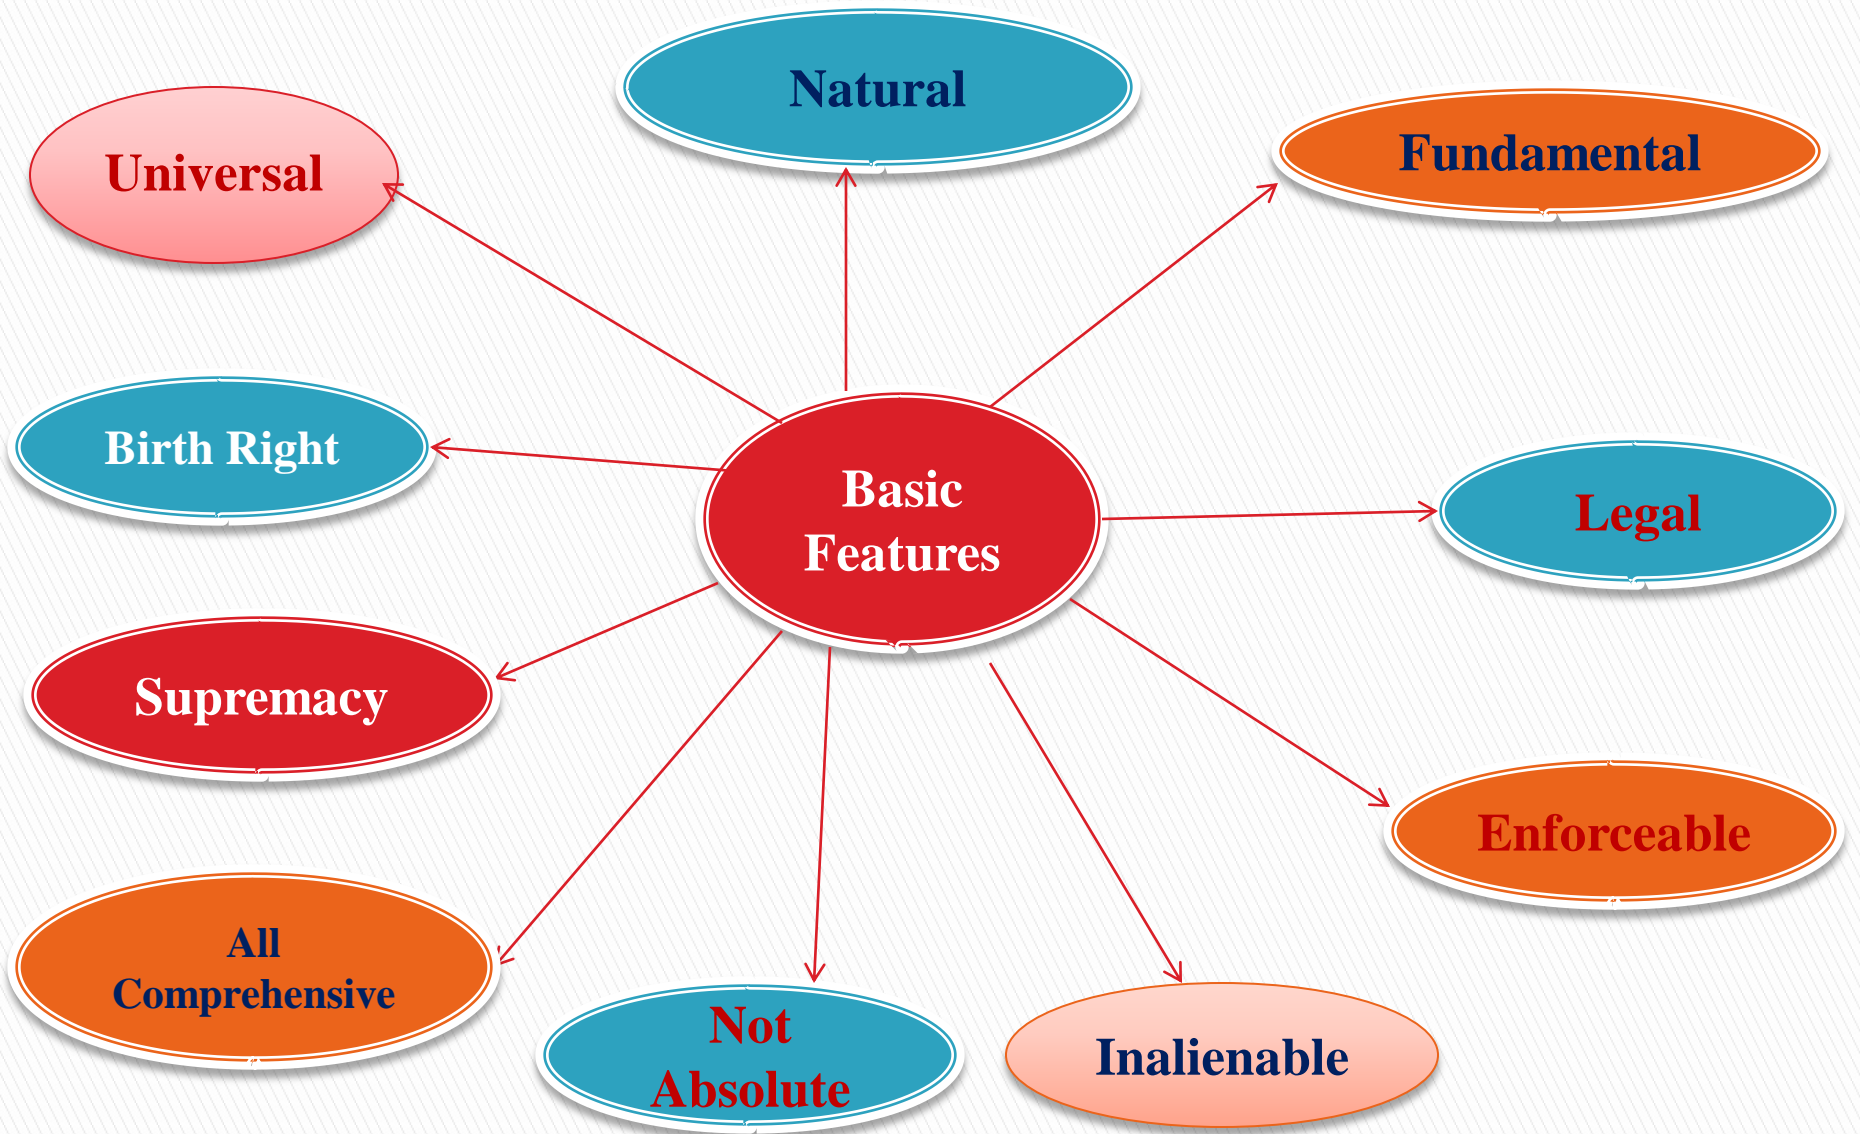 Natural
Universal
Fundamental
Birth Right
Basic
Features
Legal
Supremacy
Enforceable
All
Comprehensive
Not
Absolute
Inalienable